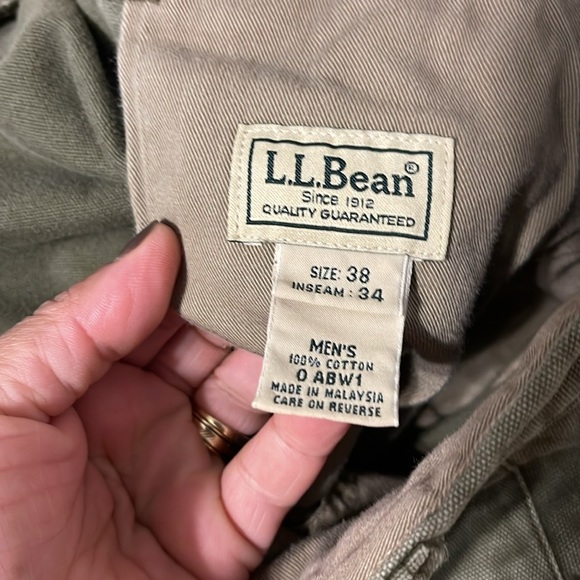 L.L.Bean®
Since 1912
QUALITY GUARANTEED
SIZE: 38
INSEAM : 34
MEN'S
100% COTTON
0 ABW1
MADE IN MALAYSIA
CARE ON REVERSE